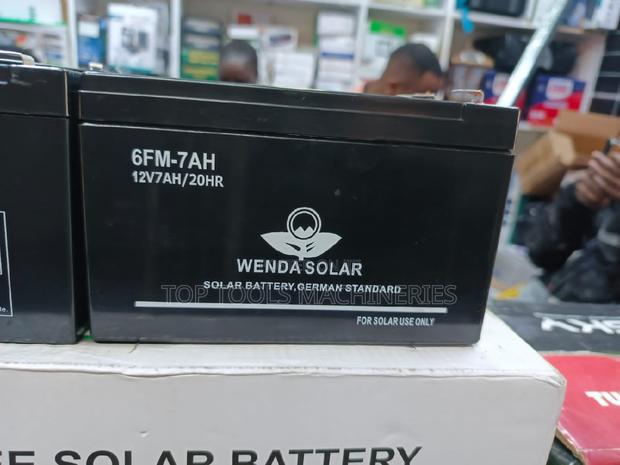 6FM-7AH
12V7AH/20HR
WENDA SOLAR
SOLAR BATTERY,GERMAN STANDARD
TOP TOOLS MACHINERIES
FOR SOLAR USE ONLY
SOLAR BATTERY